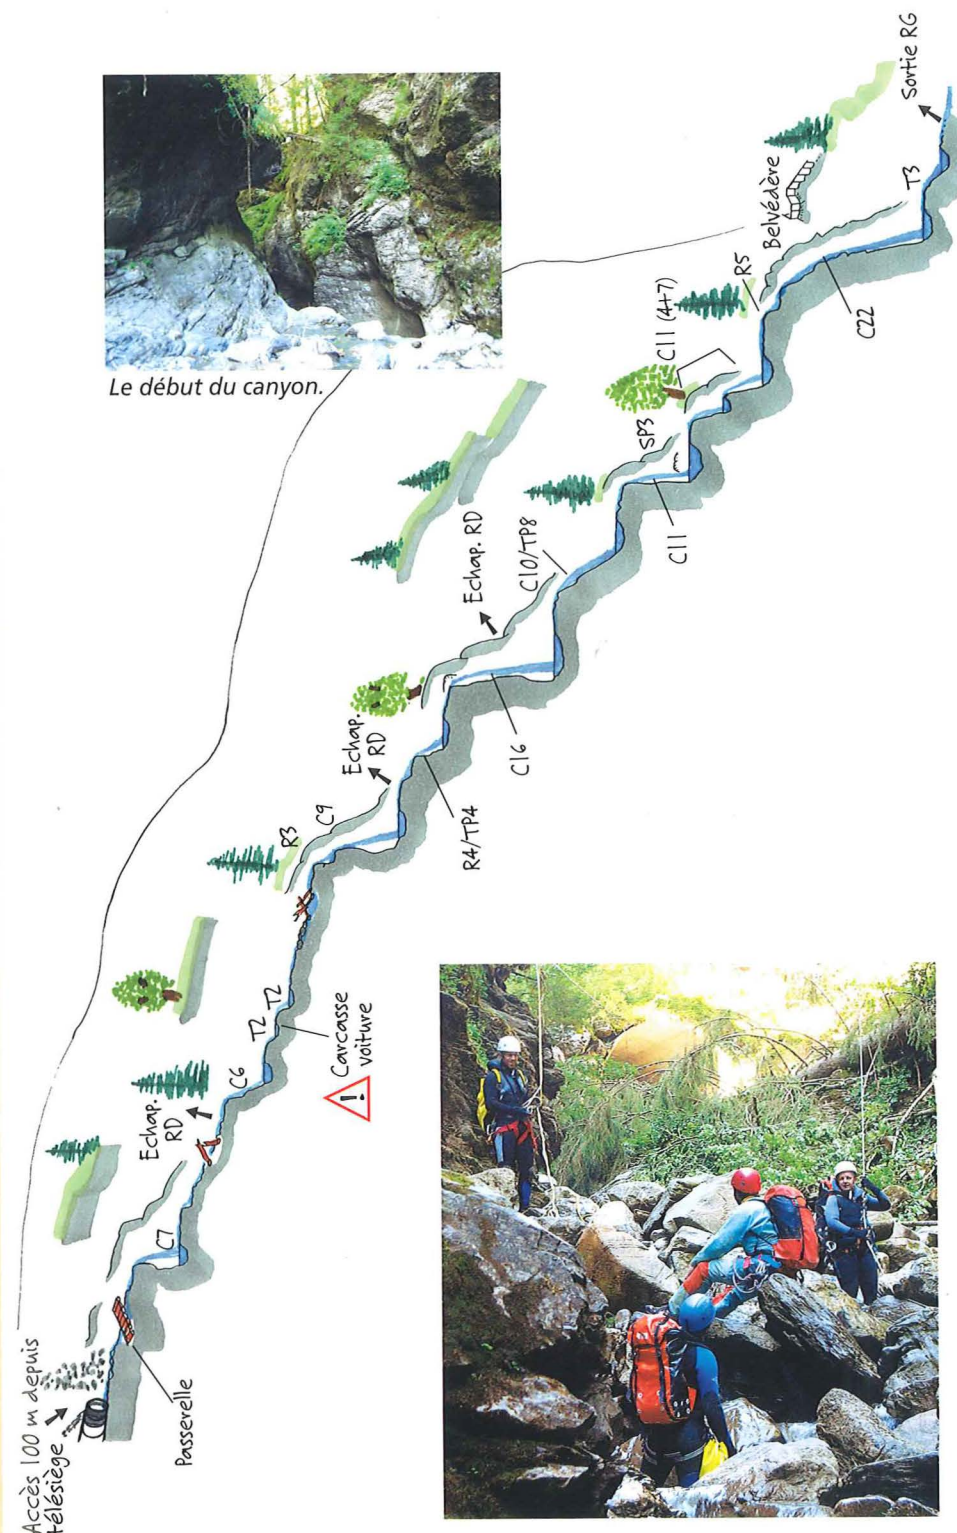 Accès 100 m depuis
télésiège
Passerelle
C7
Echap.
RD
C6
T2
T2
Carcasse
voiture
R3
C9
Echap.
RD
R4/TP4
C16
Echap. RD
C10/TP8
C11
SP3
C11 (4+7)
R5
Belvédère
C22
T3
Sortie RG
Le début du canyon.